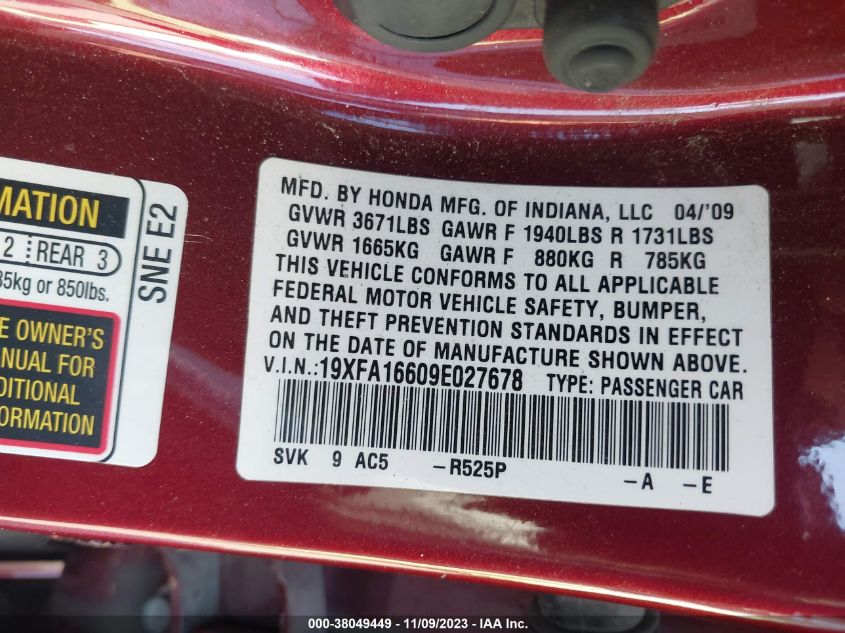 MATION
2 REAR 3
85kg or 850lbs.
E OWNER'S
ANUAL FOR
DITIONAL
FORMATION
SNE E2
MFD. BY HONDA MFG. OF INDIANA, LLC 04/'09
GVWR 3671LBS GAWR F 1940LBS R 1731LBS
GVWR 1665KG GAWR F 880KG R 785KG
THIS VEHICLE CONFORMS TO ALL APPLICABLE
FEDERAL MOTOR VEHICLE SAFETY, BUMPER,
AND THEFT PREVENTION STANDARDS IN EFFECT
ON THE DATE OF MANUFACTURE SHOWN ABOVE.
V.I.N.:19XFA16609E027678 TYPE: PASSENGER CAR
SVK 9 AC5 -R525P -A -E
000-38049449 - 11/09/2023 - IAA Inc.